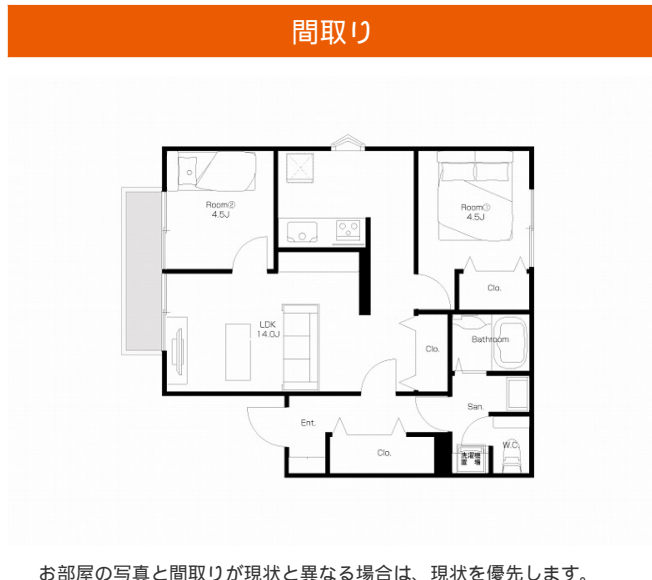 間取り
Room②
4.5J
Room①
4.5J
Clo.
LDK
14.0J
Clo.
Bathroom
San.
Ent.
W.C.
Clo.
洗濯機
置場
お部屋の写真と間取りが現状と異なる場合は、現状を優先します。